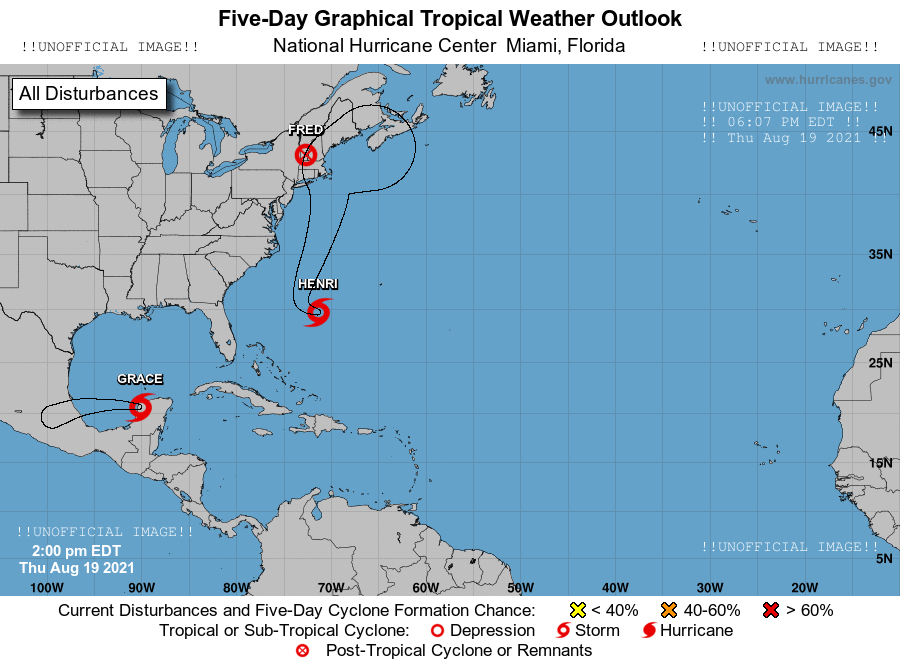 Five-Day Graphical Tropical Weather Outlook
!!UNOFFICIAL IMAGE!! National Hurricane Center Miami, Florida !!UNOFFICIAL IMAGE!!
www.hurricanes.gov
All Disturbances
!!UNOFFICIAL IMAGE!!
!! 06:07 PM EDT !!
!! Thu Aug 19 2021 !!
FRED
45N
35N
HENRI
25N
GRACE
15N
!!UNOFFICIAL IMAGE!!
2:00 pm EDT
Thu Aug 19 2021
!!UNOFFICIAL IMAGE!!
5N
100W 90W 80W 70W 60W 50W 40W 30W 20W
Current Disturbances and Five-Day Cyclone Formation Chance: < 40% 40-60% > 60%
Tropical or Sub-Tropical Cyclone: Depression Storm Hurricane
Post-Tropical Cyclone or Remnants